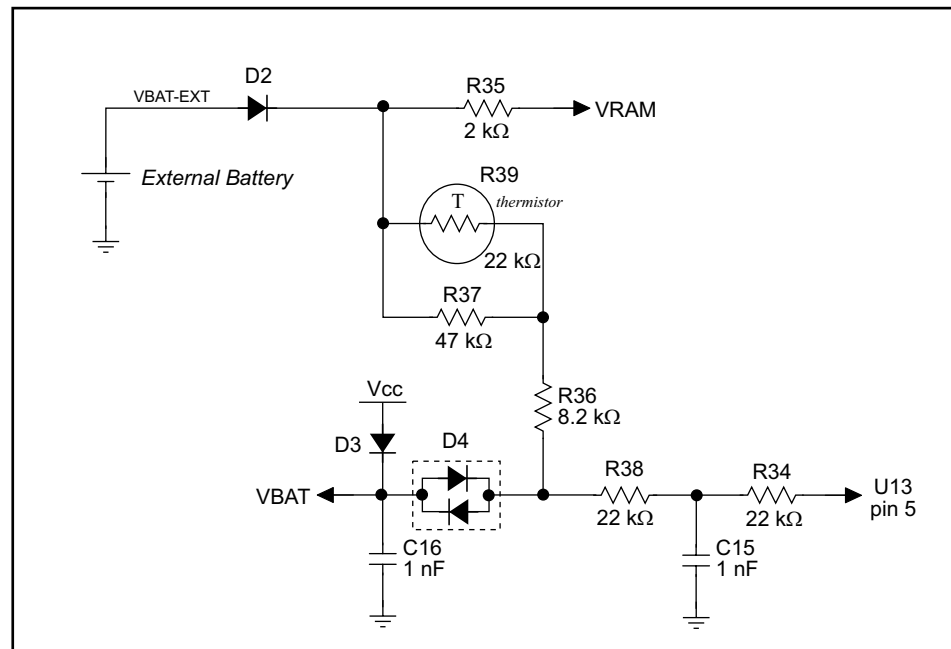 D2
VBAT-EXT
R35
2 kΩ
VRAM
External Battery
R39
T
thermistor
22 kΩ
R37
47 kΩ
R36
8.2 kΩ
Vcc
D3
D4
VBAT
R38
22 kΩ
R34
22 kΩ
U13
pin 5
C16
1 nF
C15
1 nF